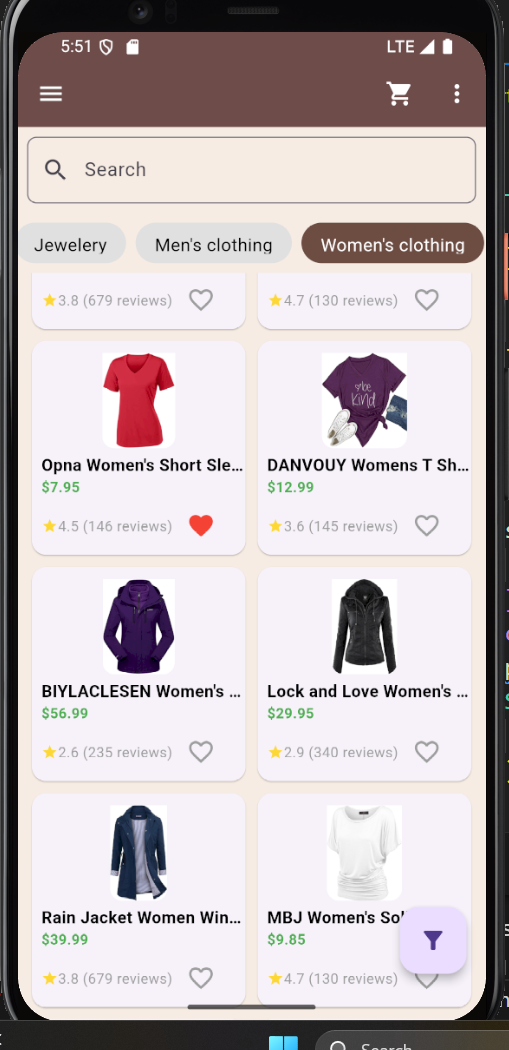 5:51 LTE
Search
Jewelery Men's clothing Women's clothing
3.8 (679 reviews) 4.7 (130 reviews)
be
kind
Opna Women's Short Sle... DANVOUY Womens T Sh...
$7.95 $12.99
4.5 (146 reviews) 3.6 (145 reviews)
BIYLACLESEN Women's ... Lock and Love Women's ...
$56.99 $29.95
2.6 (235 reviews) 2.9 (340 reviews)
Rain Jacket Women Win... MBJ Women's So
$39.99 $9.85
3.8 (679 reviews) 4.7 (130 reviews)
Search